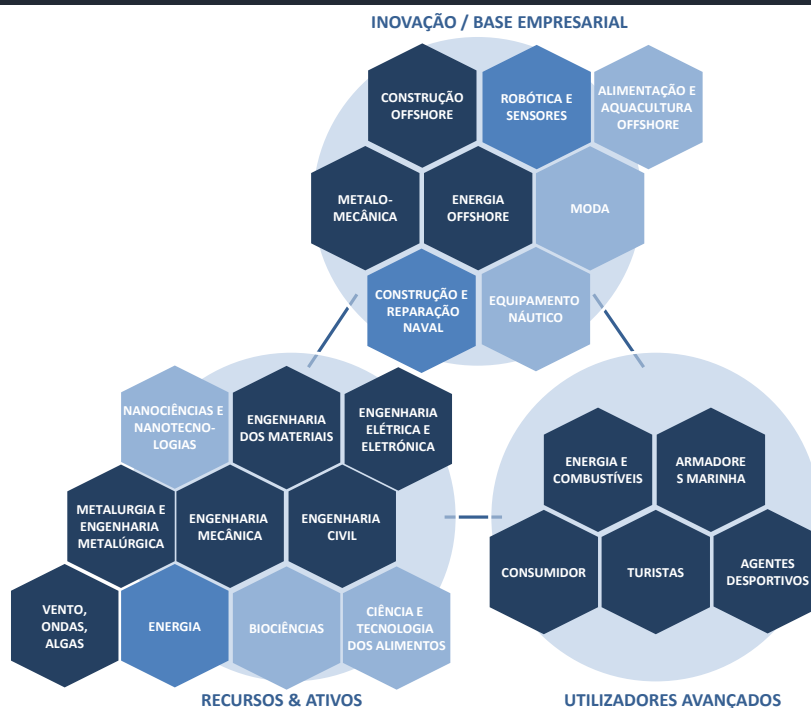 INOVAÇÃO / BASE EMPRESARIAL
CONSTRUÇÃO
OFFSHORE
ROBÓTICA E
SENSORES
ALIMENTAÇÃO E
AQUACULTURA
OFFSHORE
METALO-
MECÂNICA
ENERGIA
OFFSHORE
MODA
CONSTRUÇÃO E
REPARAÇÃO
NAVAL
EQUIPAMENTO
NÁUTICO
NANOCIÊNCIAS E
NANOTECNO-
LOGIAS
ENGENHARIA
DOS MATERIAIS
ENGENHARIA
ELÉTRICA E
ELETRÓNICA
METALURGIA E
ENGENHARIA
METALÚRGICA
ENGENHARIA
MECÂNICA
ENGENHARIA
CIVIL
VENTO,
ONDAS,
ALGAS
ENERGIA
BIOCIÊNCIAS
CIÊNCIA E
TECNOLOGIA
DOS ALIMENTOS
RECURSOS & ATIVOS
ENERGIA E
COMBUSTÍVEIS
ARMADORE
S MARINHA
CONSUMIDOR
TURISTAS
AGENTES
DESPORTIVOS
UTILIZADORES AVANÇADOS